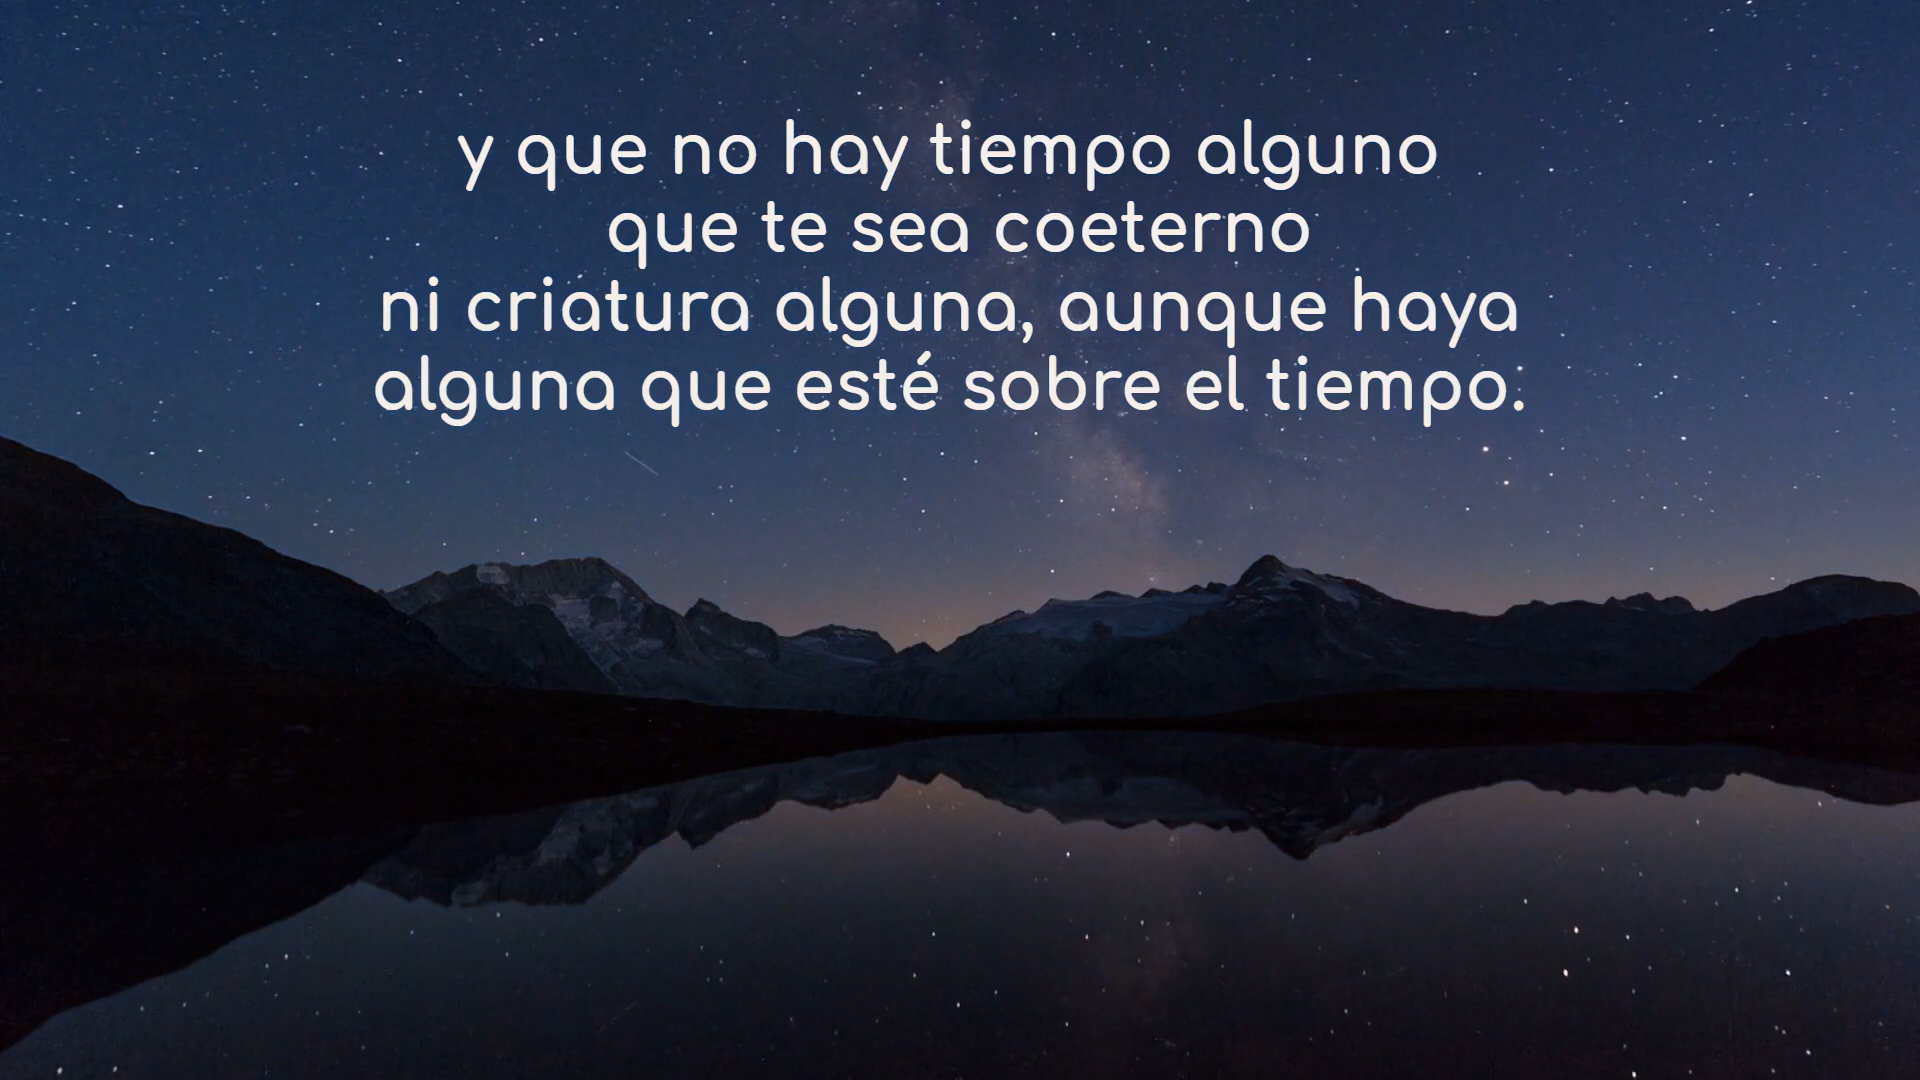 y que no hay tiempo alguno
que te sea coeterno
ni criatura alguna, aunque haya
alguna que esté sobre el tiempo.